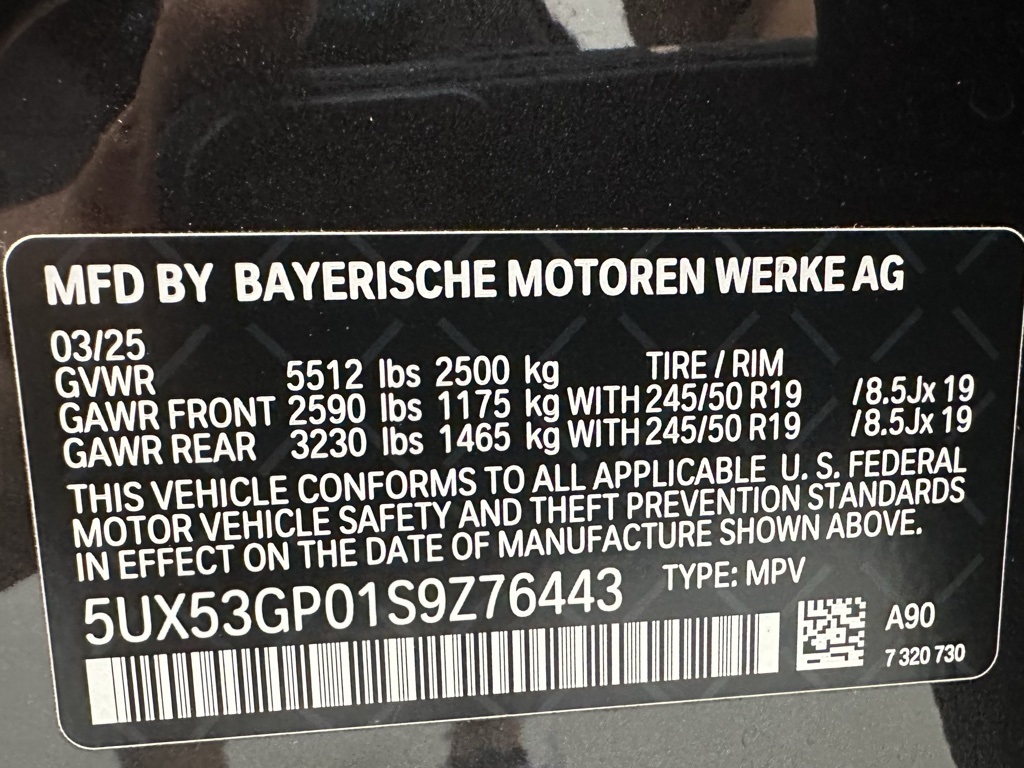 MFD BY BAYERISCHE MOTOREN WERKE AG
03/25
GVWR 5512 lbs 2500 kg TIRE / RIM
GAWR FRONT 2590 lbs 1175 kg WITH 245/50 R19 /8.5Jx 19
GAWR REAR 3230 lbs 1465 kg WITH 245/50 R19 /8.5Jx 19
THIS VEHICLE CONFORMS TO ALL APPLICABLE U. S. FEDERAL
MOTOR VEHICLE SAFETY AND THEFT PREVENTION STANDARDS
IN EFFECT ON THE DATE OF MANUFACTURE SHOWN ABOVE.
5UX53GP01S9Z76443 TYPE: MPV
A90
7 320 730